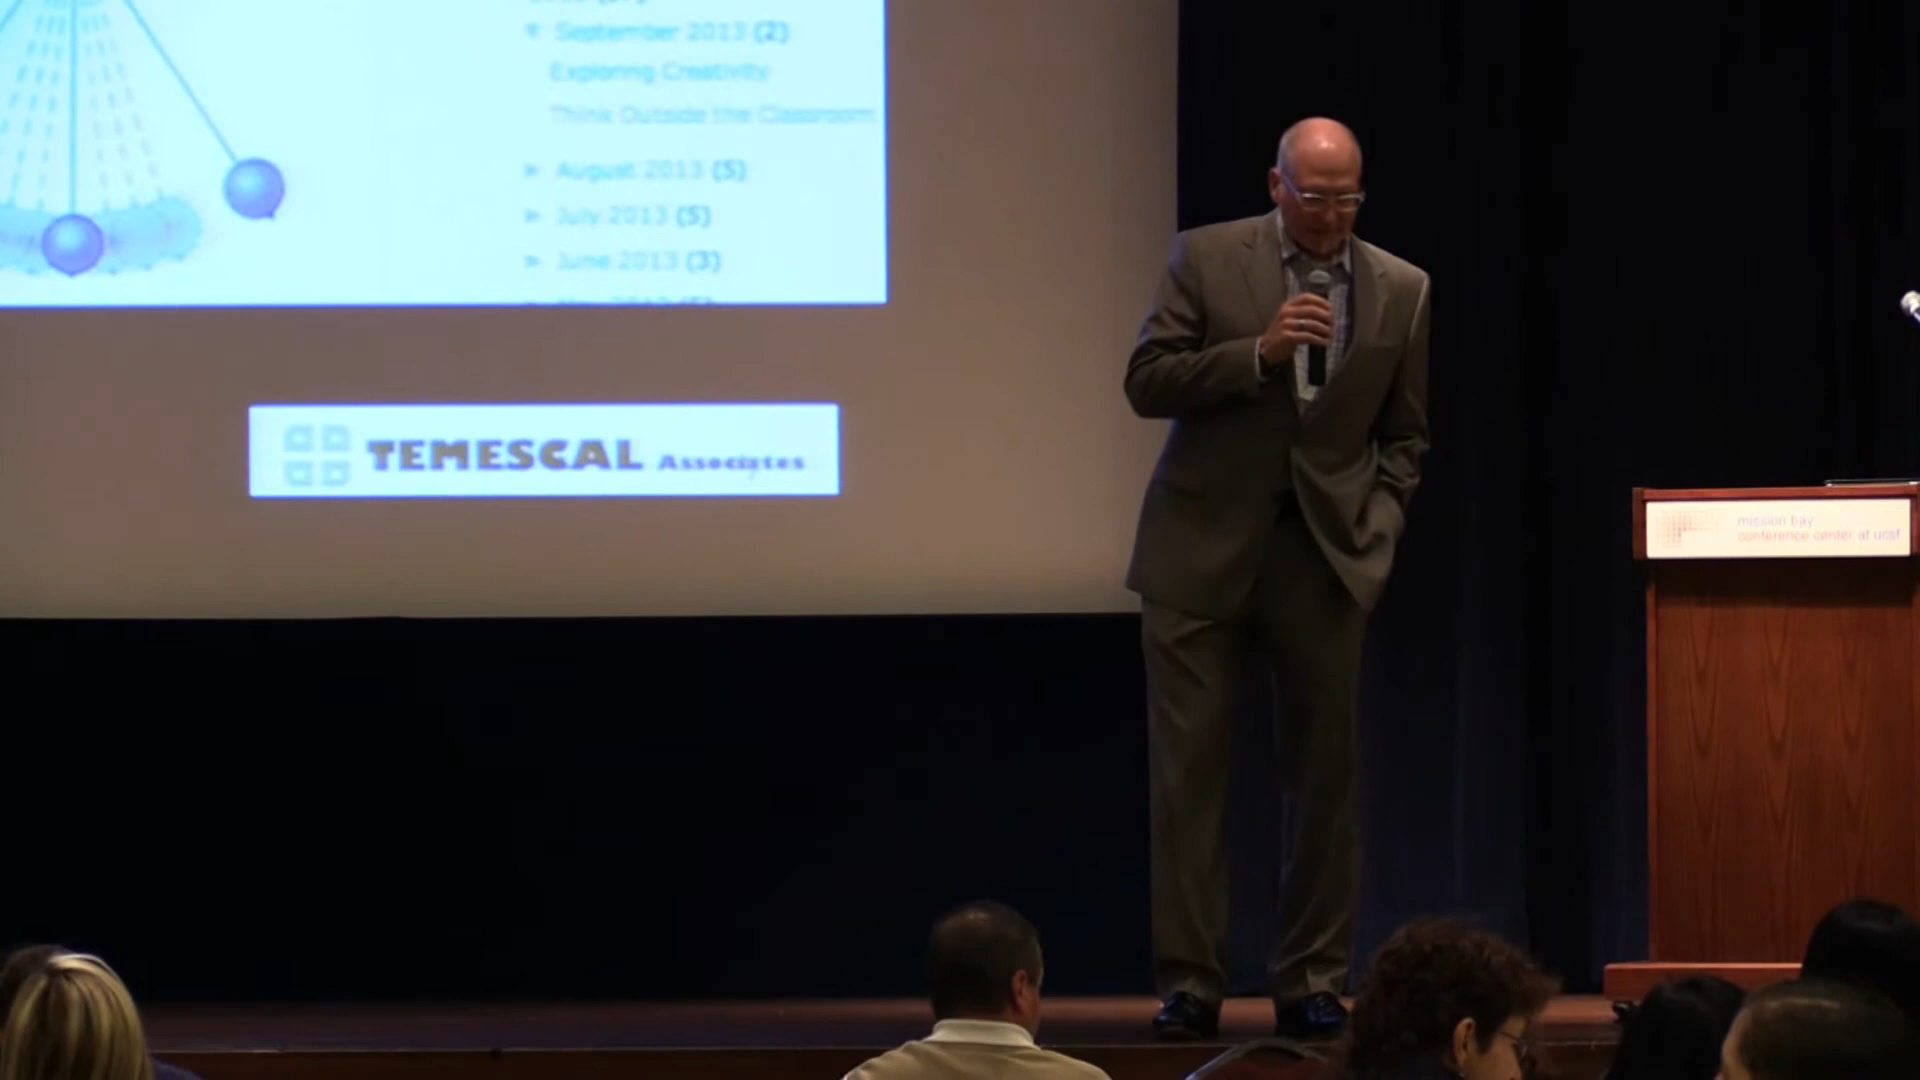 September 2013 (2)
Exploring Creativity
Think Outside the Classroom
August 2013 (5)
July 2013 (5)
June 2013 (3)
TEMESCAL Associates
mission bay
conference center at ucsf